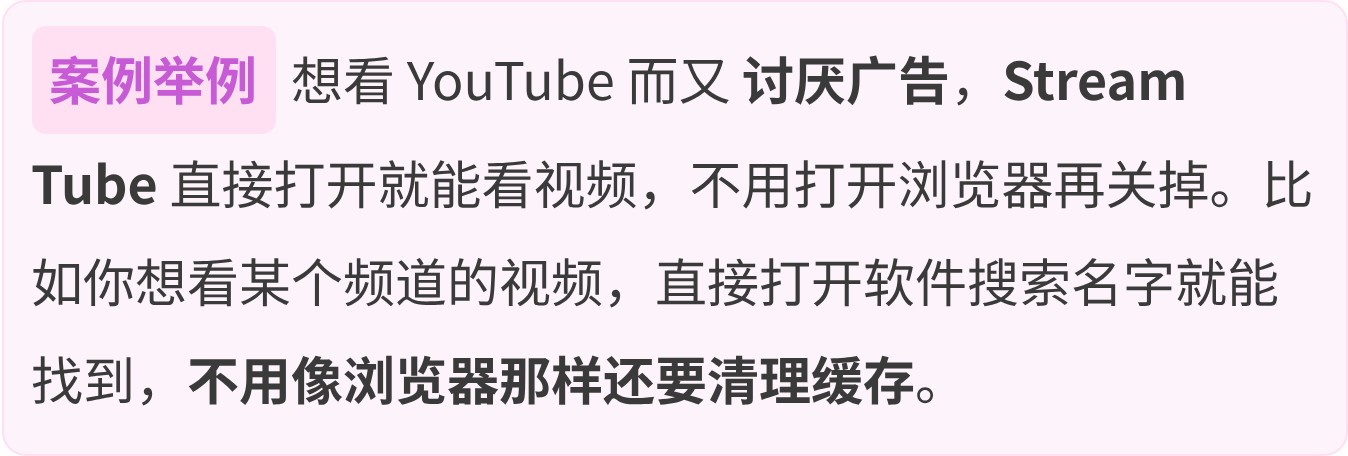 案例举例 想看 YouTube 而又 讨厌广告，Stream
Tube 直接打开就能看视频，不用打开浏览器再关掉。比
如你想看某个频道的视频，直接打开软件搜索名字就能
找到，不用像浏览器那样还要清理缓存。